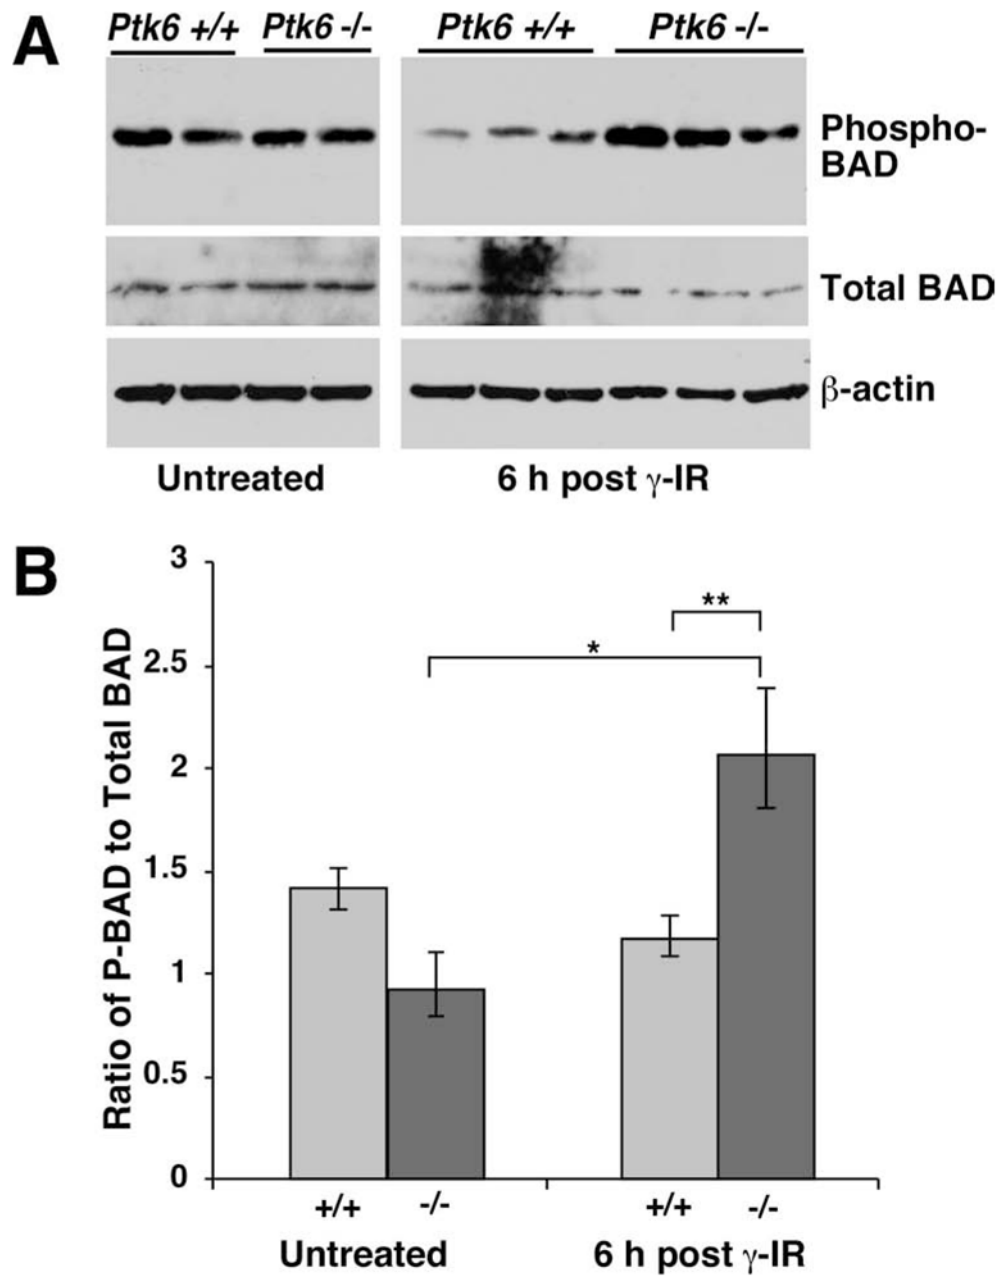 A
Ptk6 +/+ Ptk6 -/- Ptk6 +/+ Ptk6 -/-
Phospho-
BAD
Total BAD
β-actin
Untreated 6 h post γ-IR
B
Ratio of P-BAD to Total BAD
3
2.5
2
1.5
1
0.5
0
*
**
+/+ -/- +/+ -/-
Untreated 6 h post γ-IR